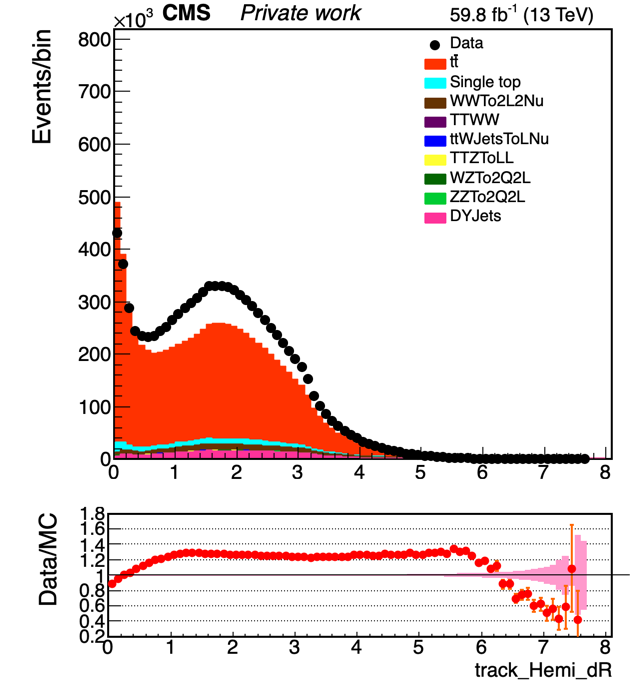 ×10³ CMS Private work 59.8 fb⁻¹ (13 TeV)
Events/bin
800
700
600
500
400
300
200
100
0
Data
tt̄
Single top
WWTo2L2Nu
TTWW
ttWJetsToLNu
TTZToLL
WZTo2Q2L
ZZTo2Q2L
DYJets
0 1 2 3 4 5 6 7 8
Data/MC
1.8
1.6
1.4
1.2
1
0.8
0.6
0.4
0.2
0 1 2 3 4 5 6 7 8
track_Hemi_dR